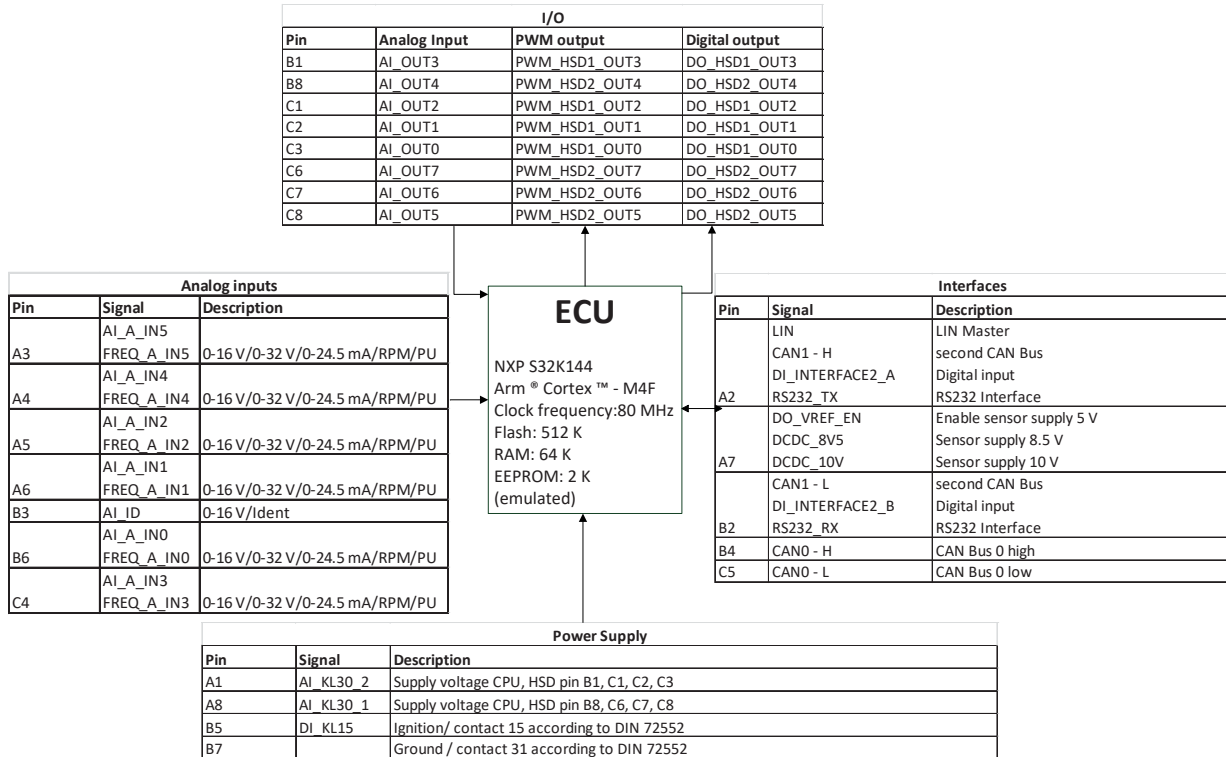 I/O
Pin Analog Input PWM output Digital output
B1 AI_OUT3 PWM_HSD1_OUT3 DO_HSD1_OUT3
B8 AI_OUT4 PWM_HSD2_OUT4 DO_HSD2_OUT4
C1 AI_OUT2 PWM_HSD1_OUT2 DO_HSD1_OUT2
C2 AI_OUT1 PWM_HSD1_OUT1 DO_HSD1_OUT1
C3 AI_OUT0 PWM_HSD1_OUT0 DO_HSD1_OUT0
C6 AI_OUT7 PWM_HSD2_OUT7 DO_HSD2_OUT7
C7 AI_OUT6 PWM_HSD2_OUT6 DO_HSD2_OUT6
C8 AI_OUT5 PWM_HSD2_OUT5 DO_HSD2_OUT5
Analog inputs
Pin Signal Description
AI_A_IN5
A3 FREQ_A_IN5 0-16 V/0-32 V/0-24.5 mA/RPM/PU
AI_A_IN4
A4 FREQ_A_IN4 0-16 V/0-32 V/0-24.5 mA/RPM/PU
AI_A_IN2
A5 FREQ_A_IN2 0-16 V/0-32 V/0-24.5 mA/RPM/PU
AI_A_IN1
A6 FREQ_A_IN1 0-16 V/0-32 V/0-24.5 mA/RPM/PU
B3 AI_ID 0-16 V/Ident
AI_A_IN0
B6 FREQ_A_IN0 0-16 V/0-32 V/0-24.5 mA/RPM/PU
AI_A_IN3
C4 FREQ_A_IN3 0-16 V/0-32 V/0-24.5 mA/RPM/PU
ECU
NXP S32K144
Arm ® Cortex ™ - M4F
Clock frequency:80 MHz
Flash: 512 K
RAM: 64 K
EEPROM: 2 K
(emulated)
Interfaces
Pin Signal Description
LIN LIN Master
CAN1 - H second CAN Bus
DI_INTERFACE2_A Digital input
A2 RS232_TX RS232 Interface
DO_VREF_EN Enable sensor supply 5 V
DCDC_8V5 Sensor supply 8.5 V
A7 DCDC_10V Sensor supply 10 V
CAN1 - L second CAN Bus
DI_INTERFACE2_B Digital input
B2 RS232_RX RS232 Interface
B4 CAN0 - H CAN Bus 0 high
C5 CAN0 - L CAN Bus 0 low
Power Supply
Pin Signal Description
A1 AI_KL30_2 Supply voltage CPU, HSD pin B1, C1, C2, C3
A8 AI_KL30_1 Supply voltage CPU, HSD pin B8, C6, C7, C8
B5 DI_KL15 Ignition/ contact 15 according to DIN 72552
B7 Ground / contact 31 according to DIN 72552